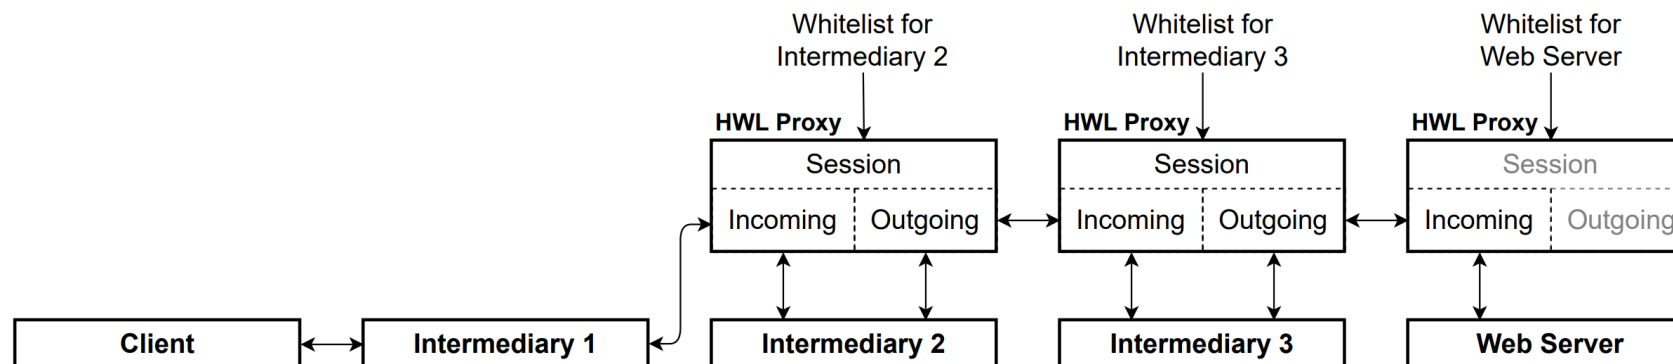 Whitelist for
Intermediary 2
Whitelist for
Intermediary 3
Whitelist for
Web Server
HWL Proxy
HWL Proxy
HWL Proxy
Session
Session
Session
Incoming
Outgoing
Incoming
Outgoing
Incoming
Outgoing
Client
Intermediary 1
Intermediary 2
Intermediary 3
Web Server